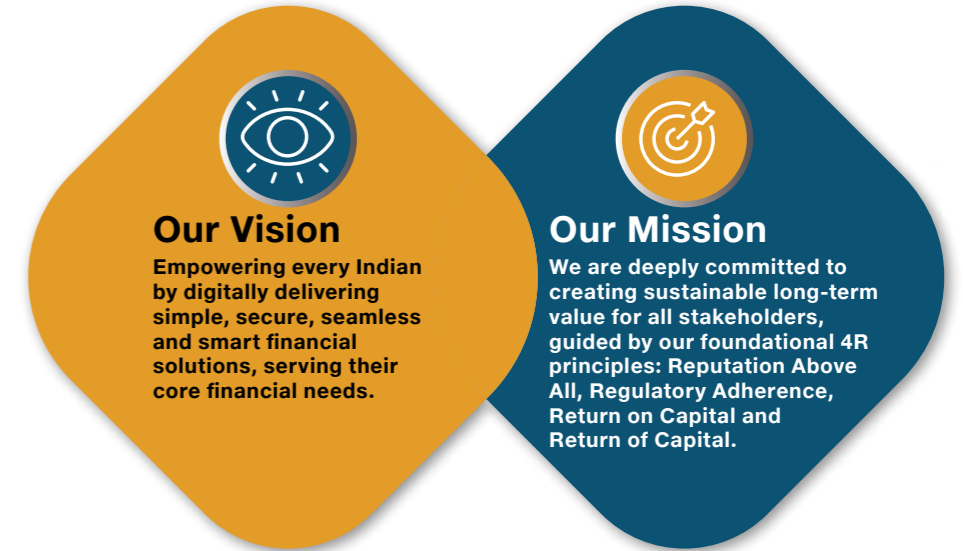 Our Vision
Empowering every Indian
by digitally delivering
simple, secure, seamless
and smart financial
solutions, serving their
core financial needs.
Our Mission
We are deeply committed to
creating sustainable long-term
value for all stakeholders,
guided by our foundational 4R
principles: Reputation Above
All, Regulatory Adherence,
Return on Capital and
Return of Capital.